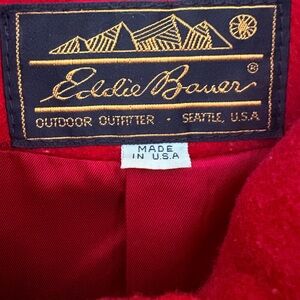 Eddie Bauer®
OUTDOOR OUTFITTER · SEATTLE, U.S.A
MADE
IN U.S.A